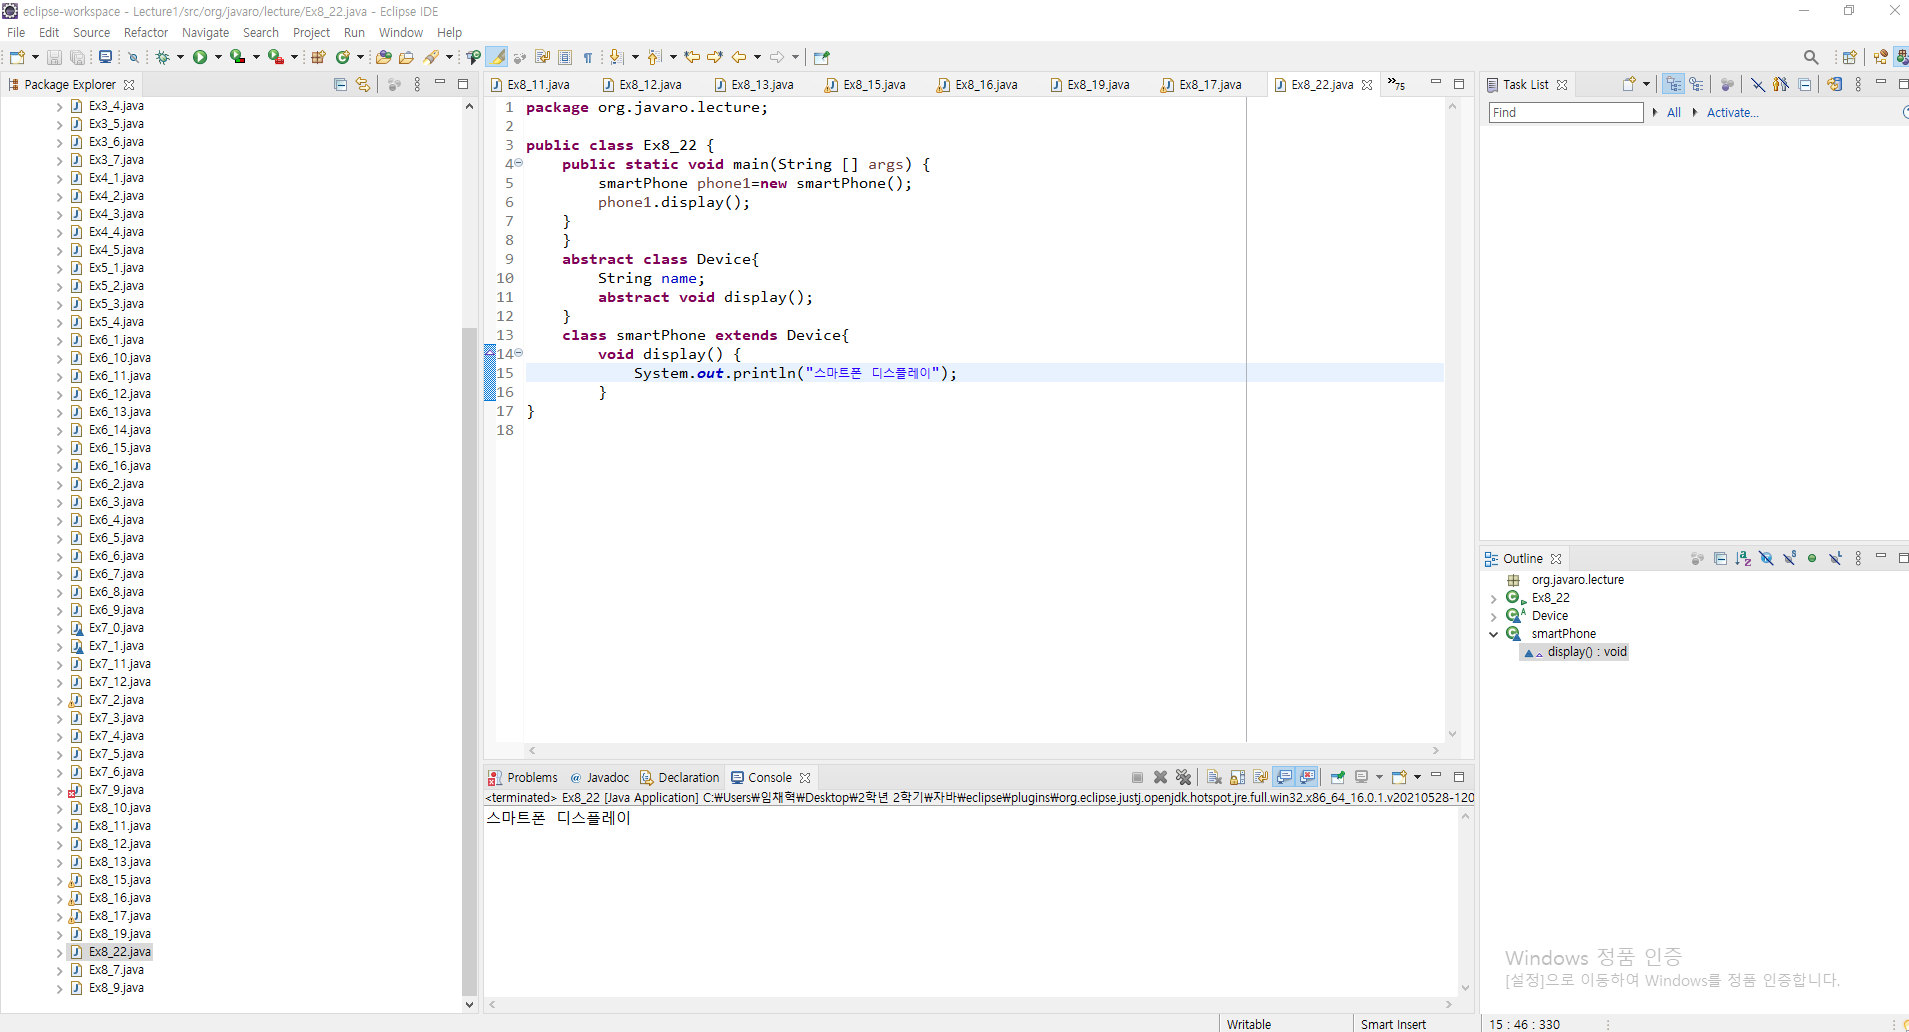 eclipse-workspace - Lecture1/src/org/javaro/lecture/Ex8_22.java - Eclipse IDE
File Edit Source Refactor Navigate Search Project Run Window Help
Package Explorer
Ex3_4.java
Ex3_5.java
Ex3_6.java
Ex3_7.java
Ex4_1.java
Ex4_2.java
Ex4_3.java
Ex4_4.java
Ex4_5.java
Ex5_1.java
Ex5_2.java
Ex5_3.java
Ex5_4.java
Ex6_1.java
Ex6_10.java
Ex6_11.java
Ex6_12.java
Ex6_13.java
Ex6_14.java
Ex6_15.java
Ex6_16.java
Ex6_2.java
Ex6_3.java
Ex6_4.java
Ex6_5.java
Ex6_6.java
Ex6_7.java
Ex6_8.java
Ex6_9.java
Ex7_0.java
Ex7_1.java
Ex7_11.java
Ex7_12.java
Ex7_2.java
Ex7_3.java
Ex7_4.java
Ex7_5.java
Ex7_6.java
Ex7_9.java
Ex8_10.java
Ex8_11.java
Ex8_12.java
Ex8_13.java
Ex8_15.java
Ex8_16.java
Ex8_17.java
Ex8_19.java
Ex8_22.java
Ex8_7.java
Ex8_9.java
Ex8_11.java Ex8_12.java Ex8_13.java Ex8_15.java Ex8_16.java Ex8_19.java Ex8_17.java Ex8_22.java »75
1 package org.javaro.lecture;
2
3 public class Ex8_22 {
4 public static void main(String [] args) {
5 smartPhone phone1=new smartPhone();
6 phone1.display();
7 }
8 }
9 abstract class Device{
10 String name;
11 abstract void display();
12 }
13 class smartPhone extends Device{
14 void display() {
15 System.out.println("스마트폰 디스플레이");
16 }
17 }
18
Problems Javadoc Declaration Console
<terminated> Ex8_22 [Java Application] C:₩Users₩임채혁₩Desktop₩2학년 2학기₩자바₩eclipse₩plugins₩org.eclipse.justj.openjdk.hotspot.jre.full.win32.x86_64_16.0.1.v20210528-120
스마트폰 디스플레이
Task List
Find All Activate...
Outline
org.javaro.lecture
Ex8_22
Device
smartPhone
display() : void
Windows 정품 인증
[설정]으로 이동하여 Windows를 정품 인증합니다.
Writable Smart Insert 15 : 46 : 330